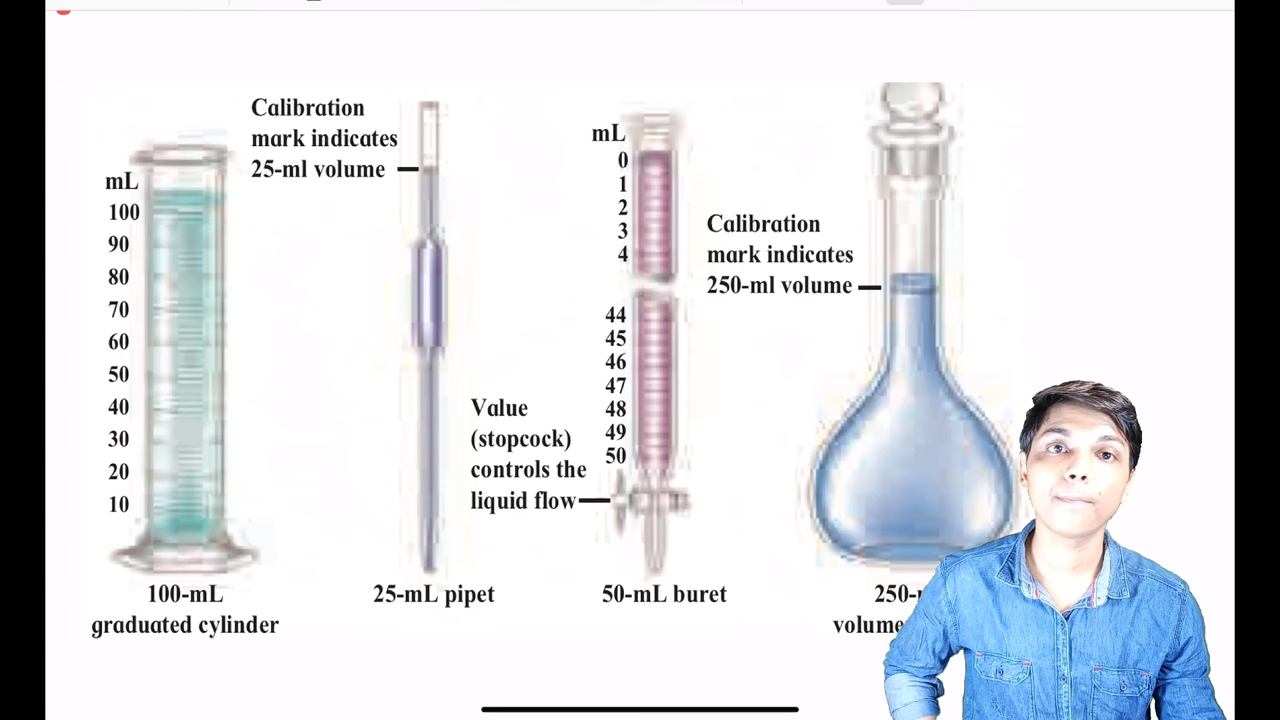 mL
100
90
80
70
60
50
40
30
20
10
100-mL
graduated cylinder
Calibration
mark indicates
25-ml volume
25-mL pipet
mL
0
1
2
3
4
44
45
46
47
48
49
50
Value
(stopcock)
controls the
liquid flow
50-mL buret
Calibration
mark indicates
250-ml volume